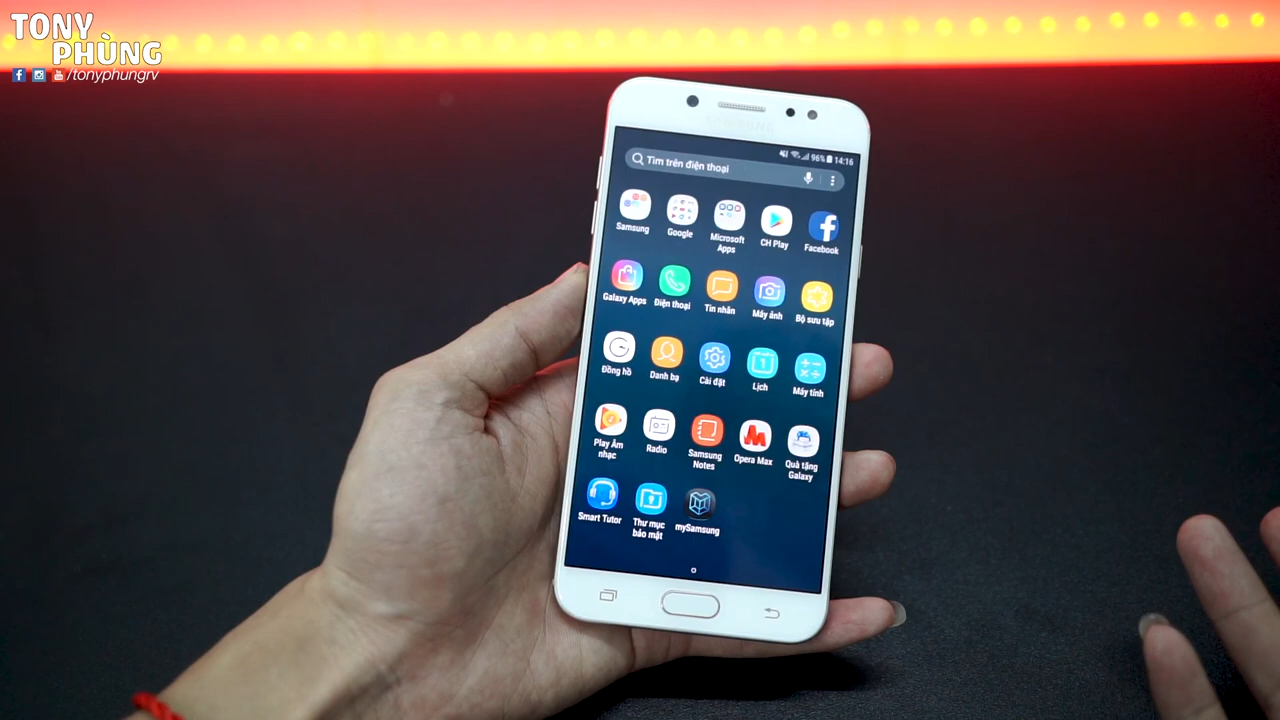 TONY
PHÙNG
/tonyphungrv
SAMSUNG
96% 14:16
Tìm trên điện thoại
Samsung
Google
Microsoft
Apps
CH Play
Facebook
Galaxy Apps
Điện thoại
Tin nhắn
Máy ảnh
Bộ sưu tập
Đồng hồ
Danh bạ
Cài đặt
Lịch
Máy tính
Play Âm
nhạc
Radio
Samsung
Notes
Opera Max
Quà tặng
Galaxy
Smart Tutor
Thư mục
bảo mật
mySamsung